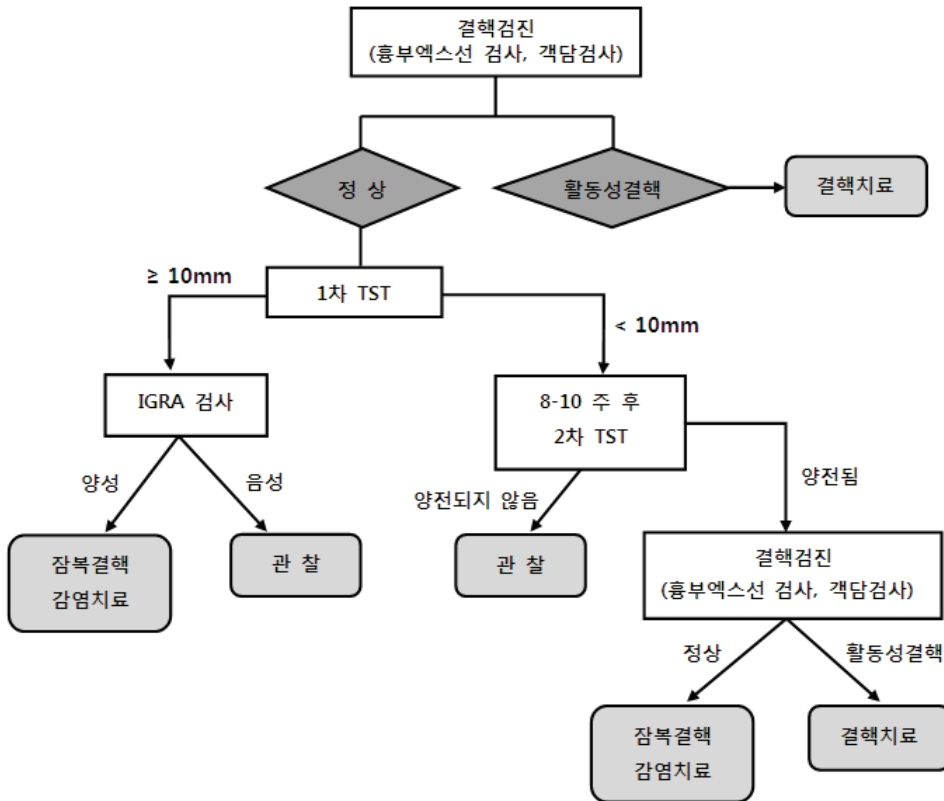 결핵검진
(흉부엑스선 검사, 객담검사)
정 상
활동성결핵
결핵치료
≥ 10mm
1차 TST
< 10mm
IGRA 검사
8-10 주 후
2차 TST
양성
음성
양전되지 않음
양전됨
잠복결핵
감염치료
관 찰
관 찰
결핵검진
(흉부엑스선 검사, 객담검사)
정상
활동성결핵
잠복결핵
감염치료
결핵치료